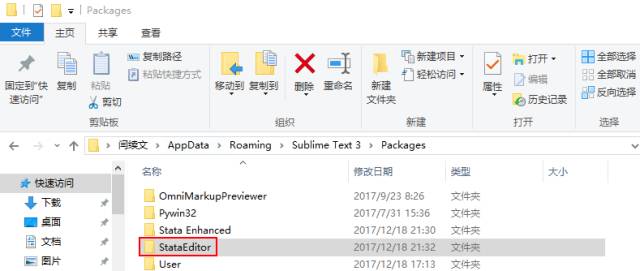 Packages
文件 主页 共享 查看
固定到"快速访问"
复制
粘贴
复制路径
粘贴快捷方式
剪切
剪贴板
移动到 复制到 删除 重命名
组织
新建文件夹
新建项目
轻松访问
新建
属性
打开
编辑
历史记录
打开
全部选择
全部取消
反向选择
选择
闫续文 > AppData > Roaming > Sublime Text 3 > Packages
快速访问
下载
桌面
文档
图片
名称 修改日期 类型
OmniMarkupPreviewer 2017/9/23 8:26 文件夹
Pywin32 2017/7/31 15:36 文件夹
Stata Enhanced 2017/12/18 21:30 文件夹
StataEditor 2017/12/18 21:32 文件夹
User 2017/12/18 17:13 文件夹